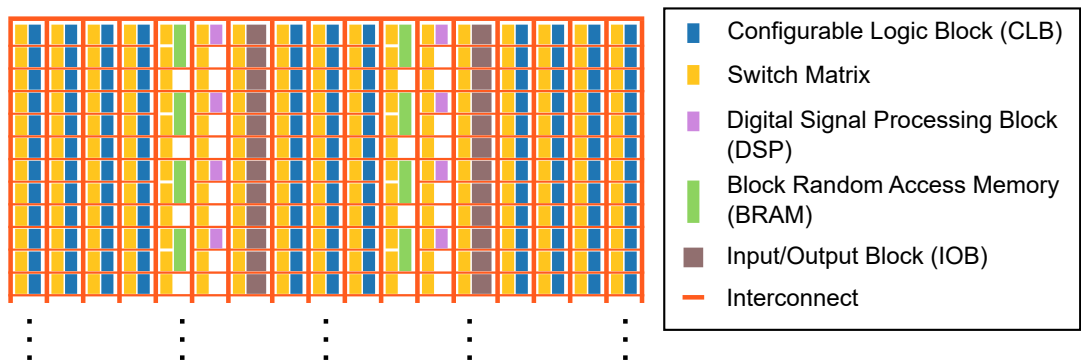 Configurable Logic Block (CLB)
Switch Matrix
Digital Signal Processing Block
(DSP)
Block Random Access Memory
(BRAM)
Input/Output Block (IOB)
Interconnect